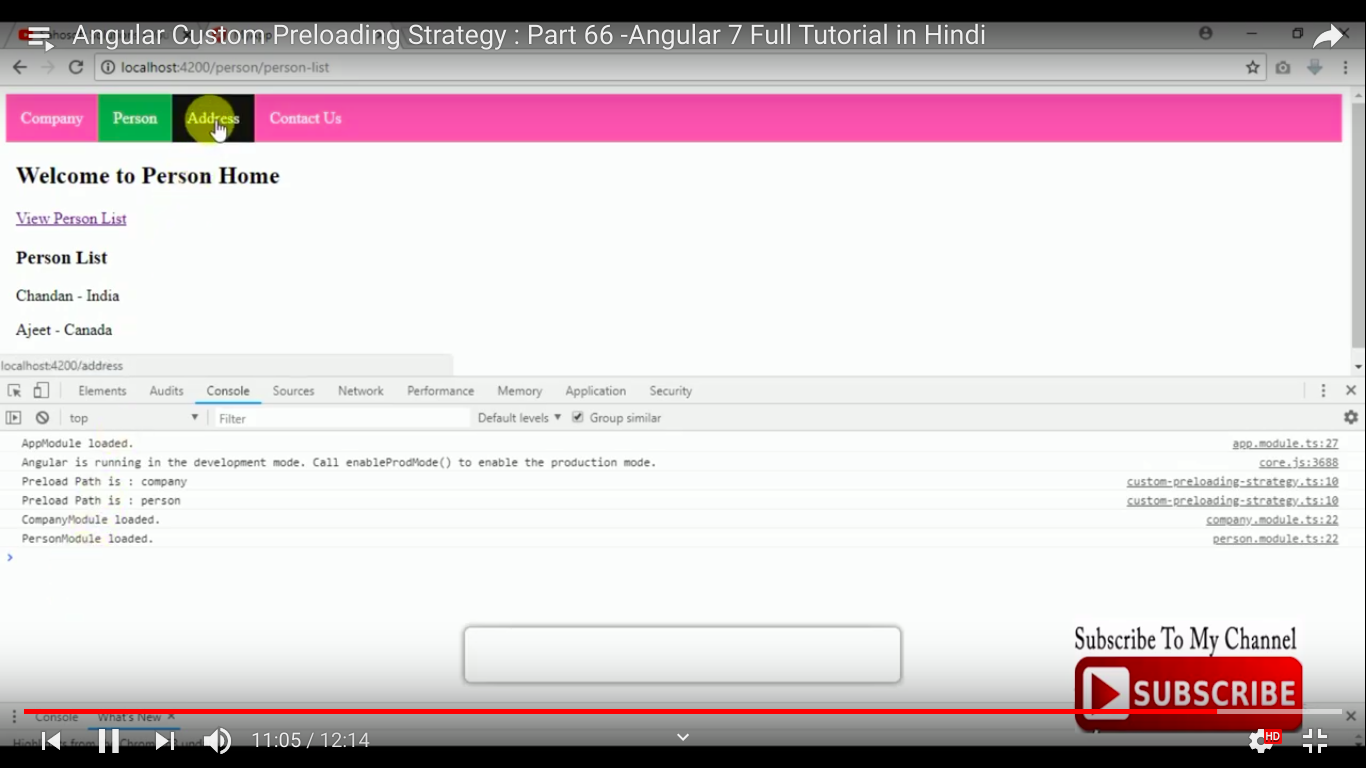 Angular Custom Preloading Strategy : Part 66 -Angular 7 Full Tutorial in Hindi
localhost:4200/person/person-list
Company Person Address Contact Us
Welcome to Person Home
View Person List
Person List
Chandan - India
Ajeet - Canada
localhost:4200/address
Elements Audits Console Sources Network Performance Memory Application Security
top Filter Default levels Group similar
AppModule loaded. app.module.ts:27
Angular is running in the development mode. Call enableProdMode() to enable the production mode. core.js:3688
Preload Path is : company custom-preloading-strategy.ts:10
Preload Path is : person custom-preloading-strategy.ts:10
CompanyModule loaded. company.module.ts:22
PersonModule loaded. person.module.ts:22
Subscribe To My Channel
SUBSCRIBE
Console What's New
11:05 / 12:14 HD